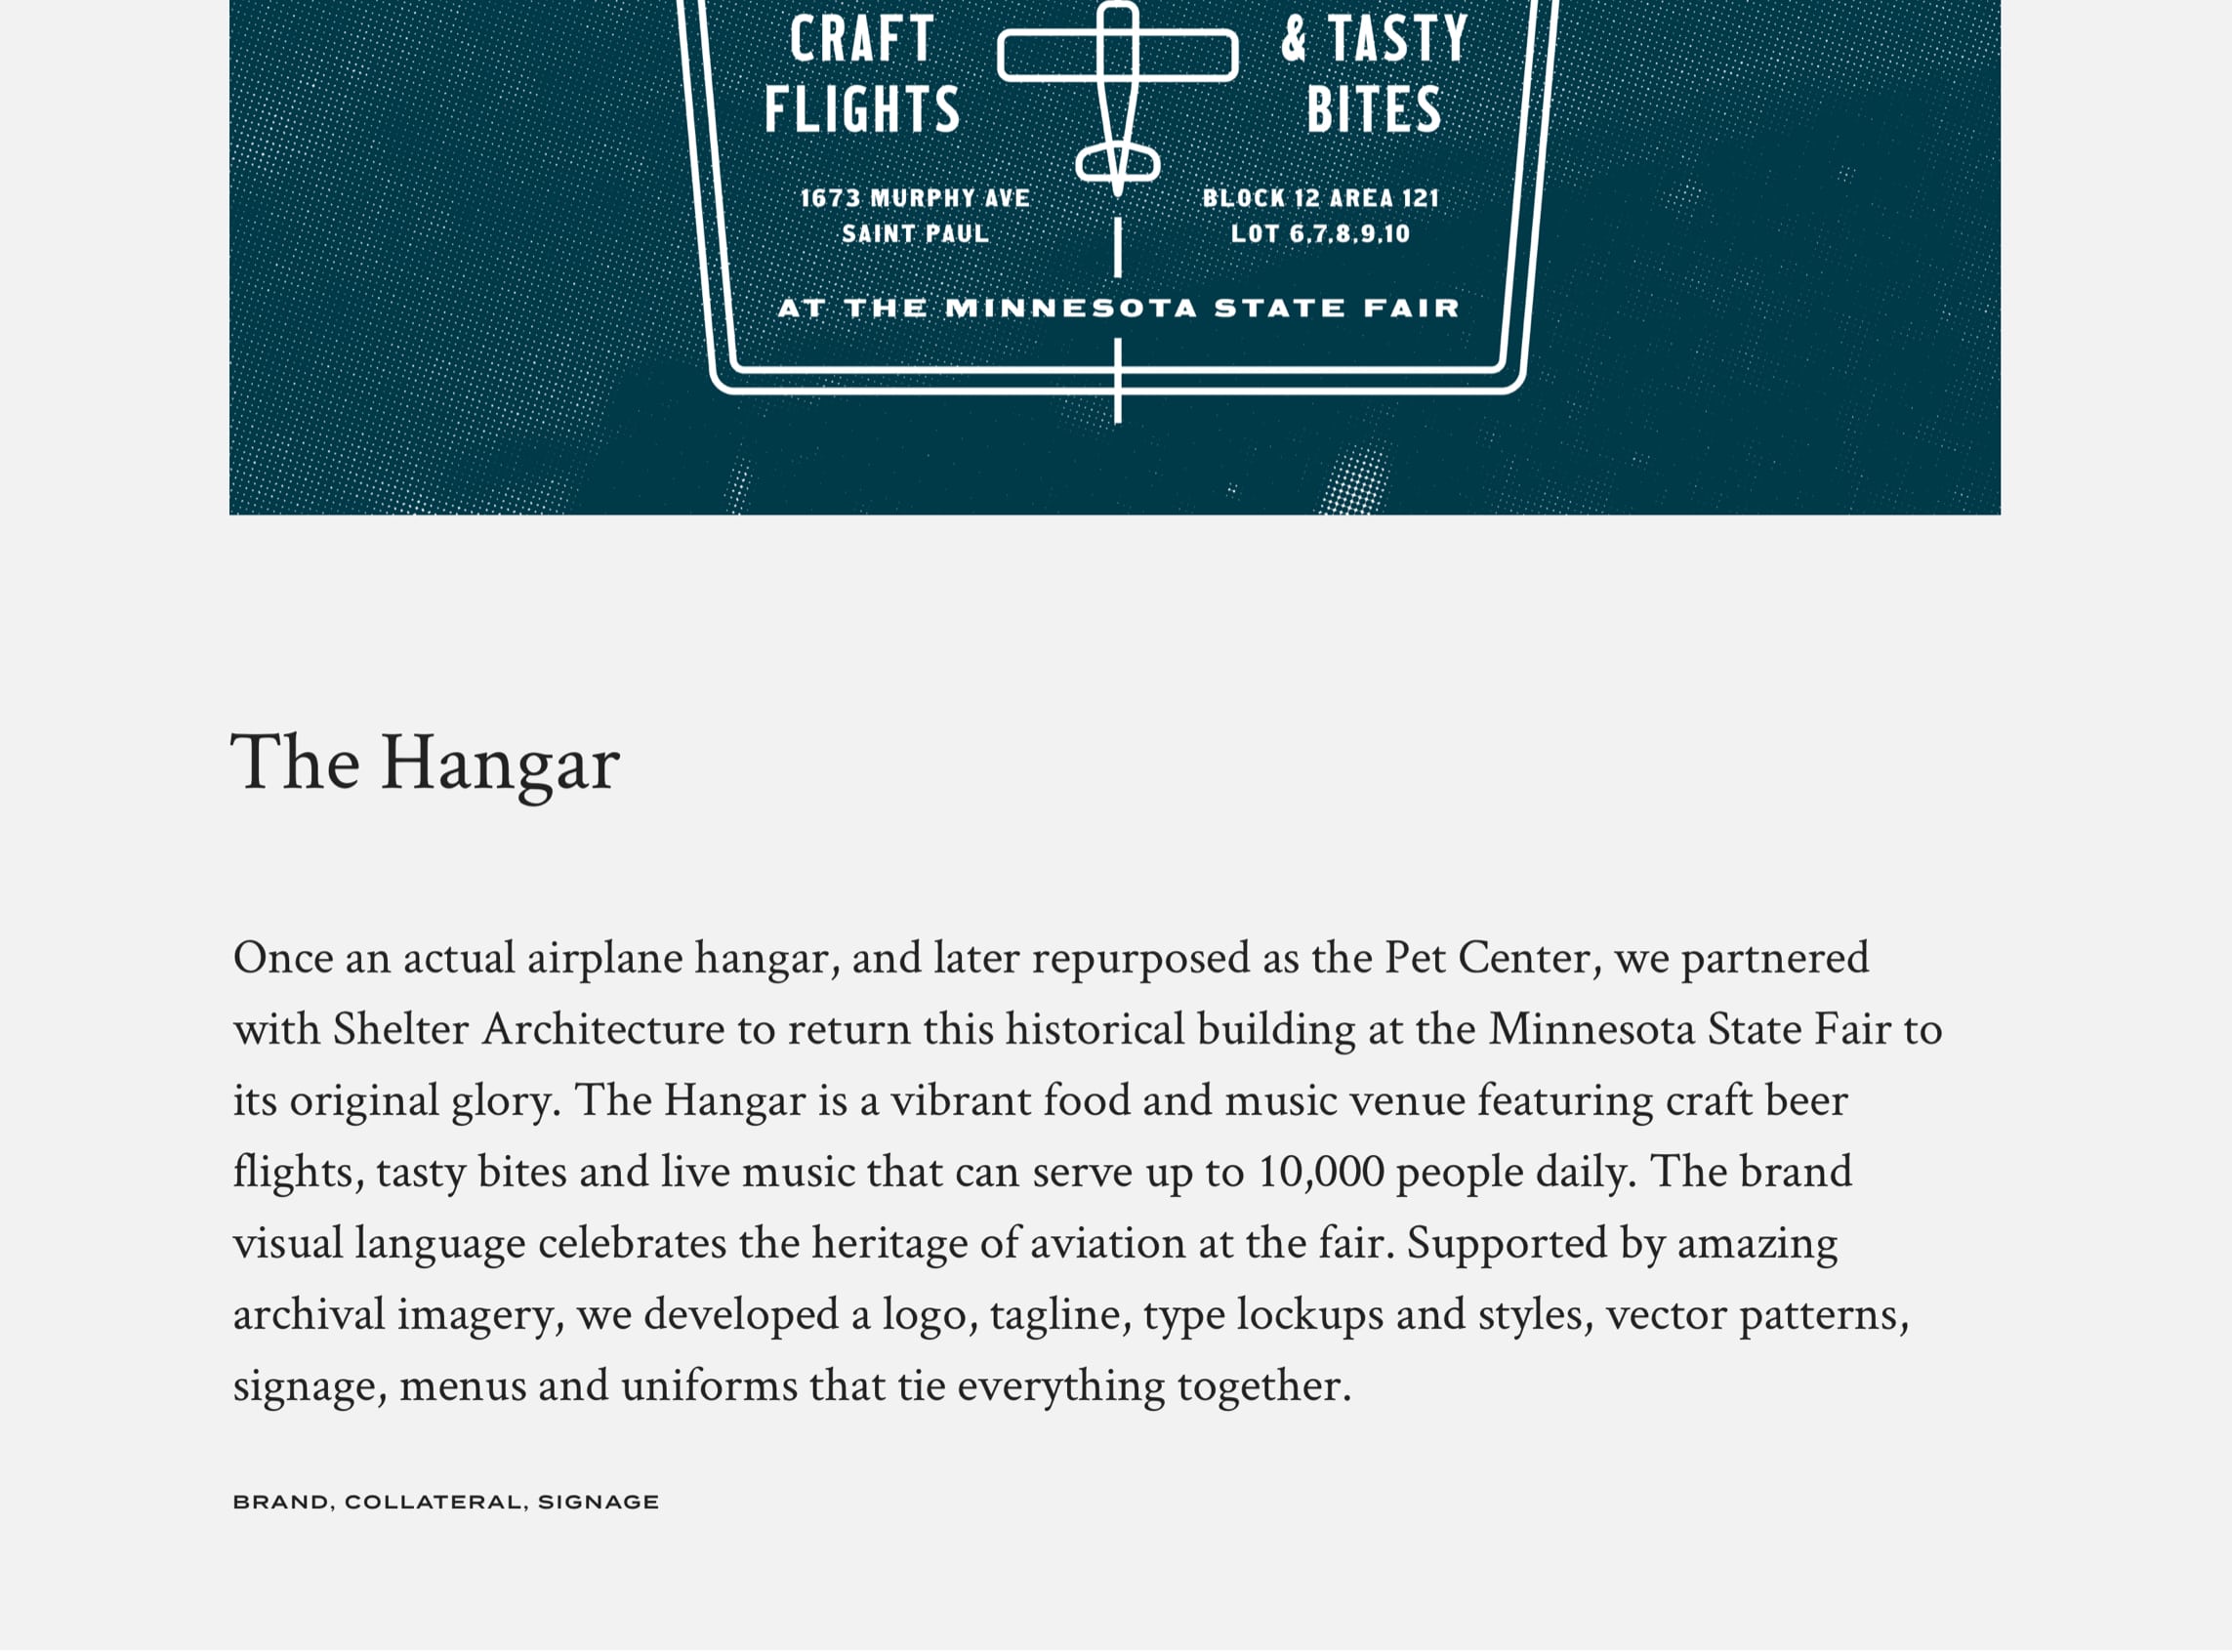 CRAFT
FLIGHTS
& TASTY
BITES
1673 MURPHY AVE
SAINT PAUL
BLOCK 12 AREA 121
LOT 6,7,8,9,10
AT THE MINNESOTA STATE FAIR
The Hangar
Once an actual airplane hangar, and later repurposed as the Pet Center, we partnered
with Shelter Architecture to return this historical building at the Minnesota State Fair to
its original glory. The Hangar is a vibrant food and music venue featuring craft beer
flights, tasty bites and live music that can serve up to 10,000 people daily. The brand
visual language celebrates the heritage of aviation at the fair. Supported by amazing
archival imagery, we developed a logo, tagline, type lockups and styles, vector patterns,
signage, menus and uniforms that tie everything together.
BRAND, COLLATERAL, SIGNAGE